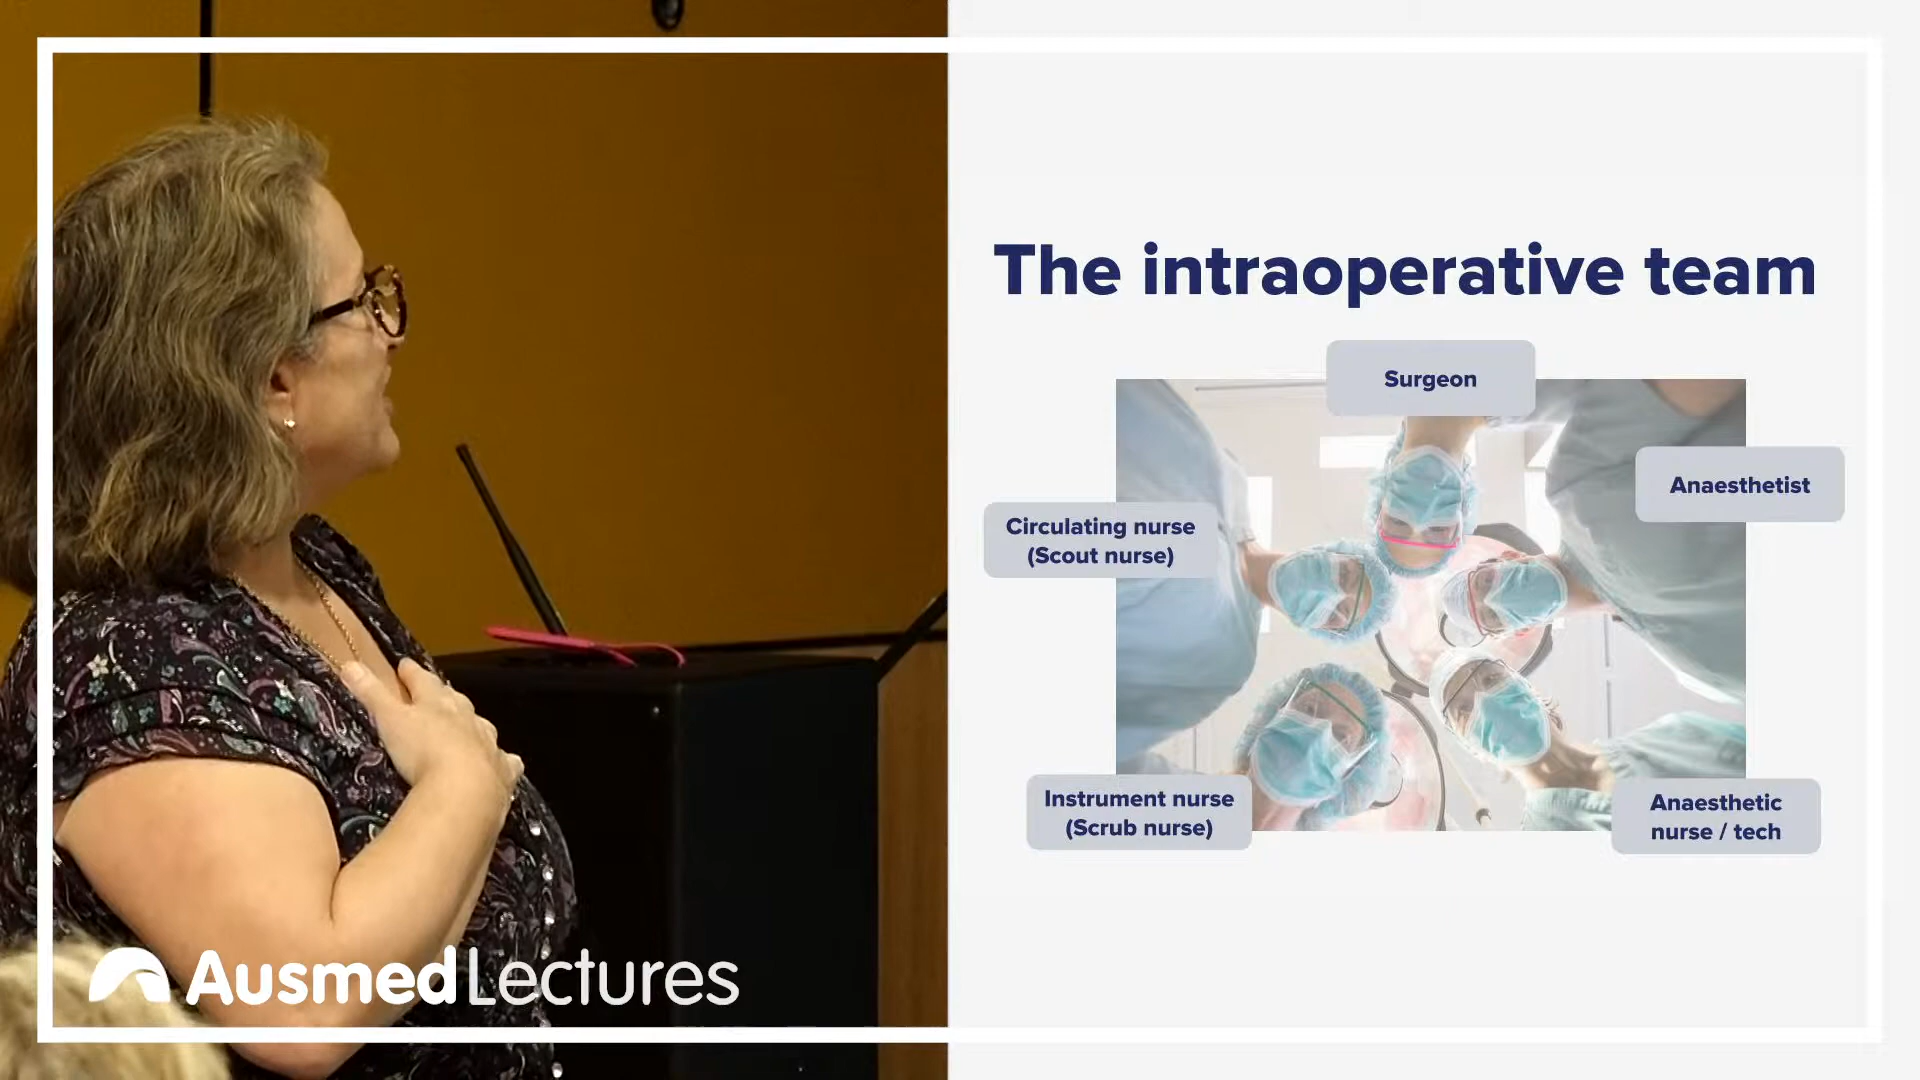 The intraoperative team
Surgeon
Anaesthetist
Circulating nurse
(Scout nurse)
Instrument nurse
(Scrub nurse)
Anaesthetic
nurse / tech
AusmedLectures